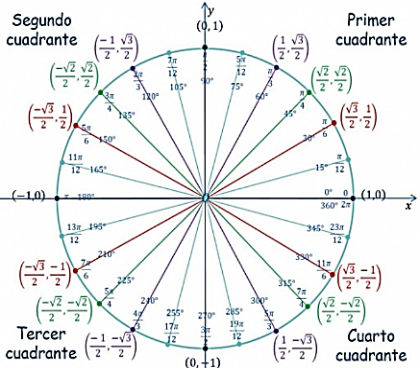 Segundo
cuadrante
Primer
cuadrante
y
(0,1)
(-1/2, √3/2)
(1/2, √3/2)
(-√2/2, √2/2)
(√2/2, √2/2)
(-√3/2, 1/2)
(√3/2, 1/2)
7π/12
5π/12
2π/3
π/3
3π/4
π/4
5π/6
π/6
11π/12
π/12
105°
90°
75°
120°
60°
135°
45°
150°
30°
165°
15°
(-1,0)
π
180°
0°
0
360°
2π
(1,0)
x
13π/12
195°
345°
23π/12
210°
330°
7π/6
11π/6
(-√3/2, -1/2)
(√3/2, -1/2)
225°
315°
5π/4
7π/4
(-√2/2, -√2/2)
(√2/2, -√2/2)
240°
255°
270°
285°
300°
4π/3
17π/12
3π/2
19π/12
5π/3
(-1/2, -√3/2)
(1/2, -√3/2)
(0,-1)
Tercer
cuadrante
Cuarto
cuadrante